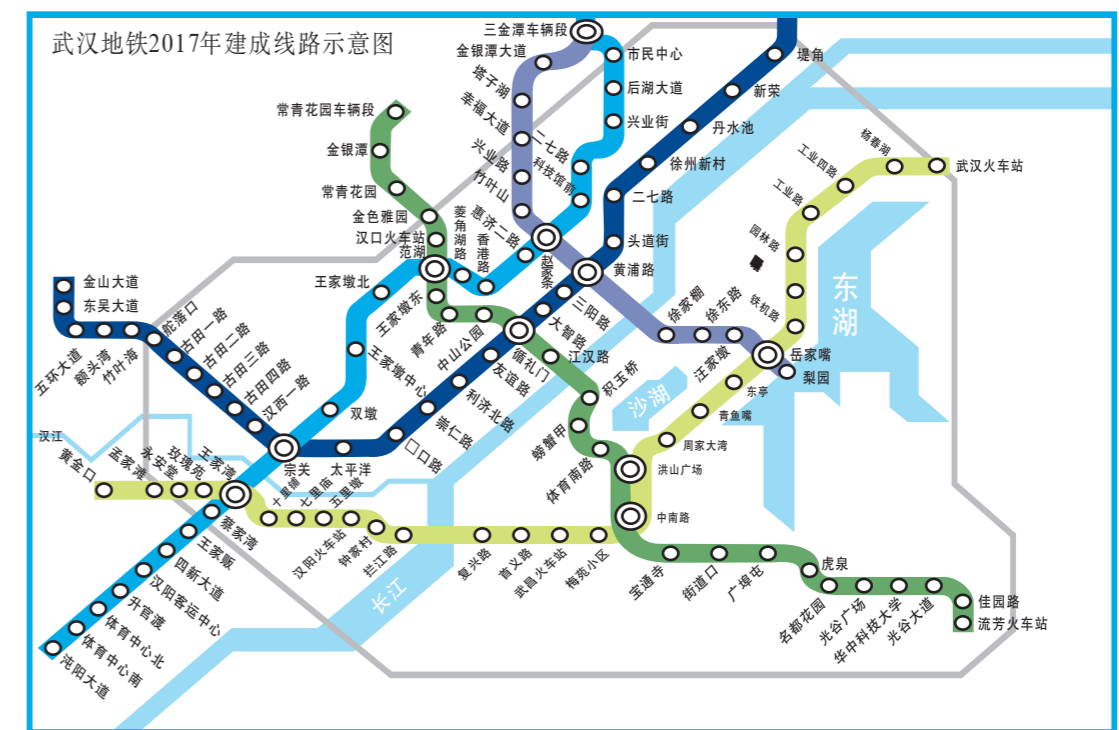 武汉地铁2017年建成线路示意图
三金潭车辆段
金银潭大道
塔子湖
幸福大道
兴业路
竹叶山
市民中心
后湖大道
兴业街
二七路
科技馆前
惠济二路
赵家条
堤角
新荣
丹水池
徐州新村
二七路
头道街
黄浦路
三阳路
大智路
循礼门
友谊路
利济北路
崇仁路
口路
太平洋
宗关
常青花园车辆段
金银潭
常青花园
金色雅园
汉口火车站
范湖
菱角湖路
香港路
王家墩北
王家墩东
青年路
中山公园
江汉路
积玉桥
螃蟹甲
体育南路
洪山广场
中南路
宝通寺
街道口
广埠屯
虎泉
名都花园
光谷广场
华中科技大学
光谷大道
佳园路
流芳火车站
王家墩中心
双墩
金山大道
东吴大道
五环大道
额头湾
竹叶海
舵落口
古田一路
古田二路
古田三路
古田四路
汉西一路
汉江
黄金口
孟家滩
永安堂
玫瑰苑
王家湾
十里铺
七里庙
五里墩
汉阳火车站
钟家村
拦江路
复兴路
首义路
武昌火车站
梅苑小区
蔡家湾
王家畈
四新大道
汉阳客运中心
升官渡
体育中心北
体育中心南
沌阳大道
长江
沙湖
东湖
武汉火车站
杨春湖
工业四路
工业路
园林路
铁机路
岳家嘴
梨园
徐家棚
徐东路
汪家墩
东亭
青鱼嘴
周家大湾